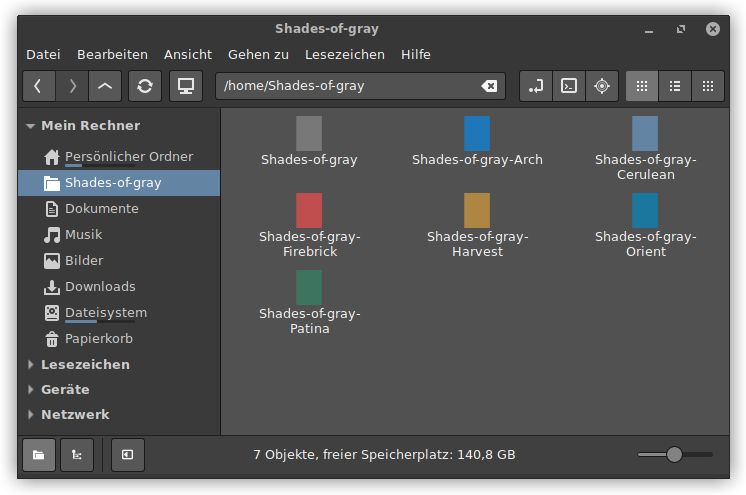 Shades-of-gray
Datei Bearbeiten Ansicht Gehen zu Lesezeichen Hilfe
/home/Shades-of-gray
Mein Rechner
Persönlicher Ordner
Shades-of-gray
Dokumente
Musik
Bilder
Downloads
Dateisystem
Papierkorb
Lesezeichen
Geräte
Netzwerk
Shades-of-gray
Shades-of-gray-Arch
Shades-of-gray-
Cerulean
Shades-of-gray-
Firebrick
Shades-of-gray-
Harvest
Shades-of-gray-
Orient
Shades-of-gray-
Patina
7 Objekte, freier Speicherplatz: 140,8 GB